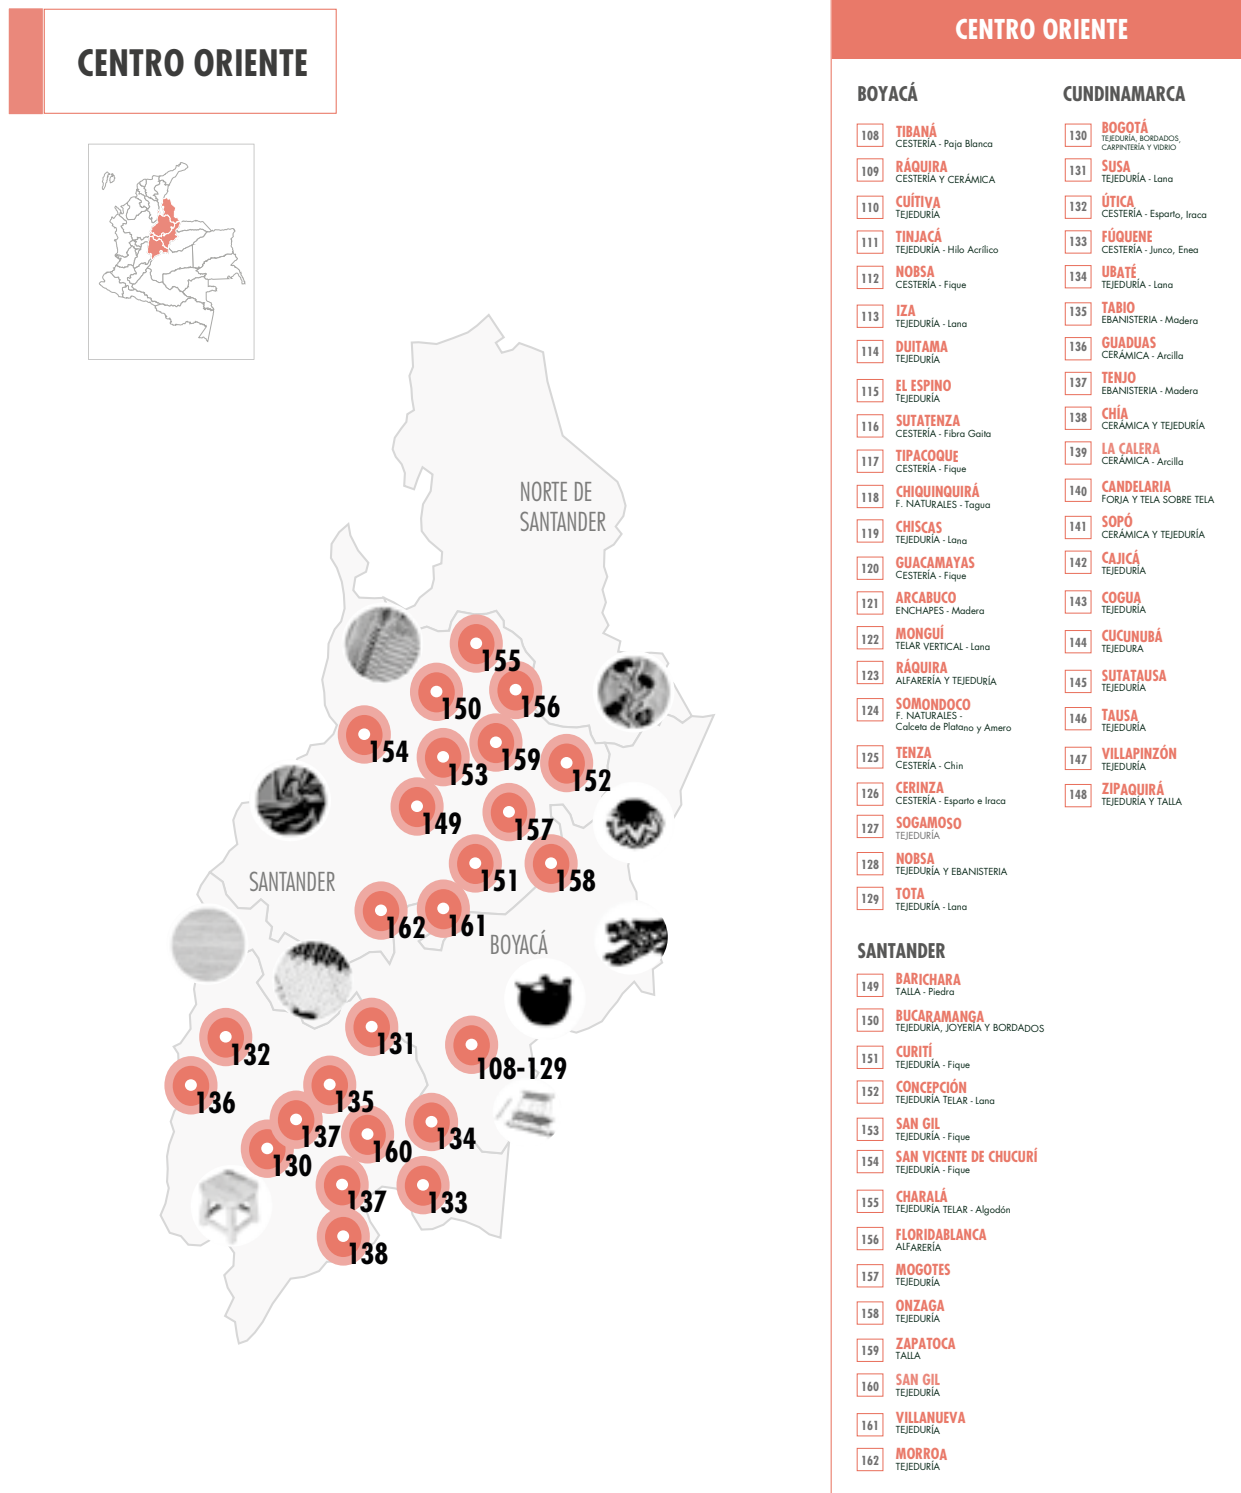 CENTRO ORIENTE
NORTE DE
SANTANDER
155
150
156
154
153
159
152
149
157
151
158
SANTANDER
162
161
BOYACÁ
132
131
108-129
136
135
137
160
134
130
137
133
138
CENTRO ORIENTE
BOYACÁ
108
TIBANÁ
CESTERÍA - Paja Blanca
109
RÁQUIRA
CESTERÍA Y CERÁMICA
110
CUÍTIVA
TEJEDURÍA
111
TINJACÁ
TEJEDURÍA - Hilo Acrílico
112
NOBSA
CESTERÍA - Fique
113
IZA
TEJEDURÍA - Lana
114
DUITAMA
TEJEDURÍA
115
EL ESPINO
TEJEDURÍA
116
SUTATENZA
CESTERÍA - Fibra Gaita
117
TIPACOQUE
CESTERÍA - Fique
118
CHIQUINQUIRÁ
F. NATURALES - Tagua
119
CHISCAS
TEJEDURÍA - Lana
120
GUACAMAYAS
CESTERÍA - Fique
121
ARCABUCO
ENCHAPES - Madera
122
MONGUÍ
TELAR VERTICAL - Lana
123
RÁQUIRA
ALFARERÍA Y TEJEDURÍA
124
SOMONDOCO
F. NATURALES -
Calceta de Platano y Amero
125
TENZA
CESTERÍA - Chin
126
CERINZA
CESTERÍA - Esparto e Iraca
127
SOGAMOSO
TEJEDURÍA
128
NOBSA
TEJEDURÍA Y EBANISTERIA
129
TOTA
TEJEDURÍA - Lana
CUNDINAMARCA
130
BOGOTÁ
TEJEDURÍA, BORDADOS,
CARPINTERÍA Y VIDRIO
131
SUSA
TEJEDURÍA - Lana
132
ÚTICA
CESTERÍA - Esparto, Iraca
133
FÚQUENE
CESTERÍA - Junco, Enea
134
UBATÉ
TEJEDURÍA - Lana
135
TABIO
EBANISTERIA - Madera
136
GUADUAS
CERÁMICA - Arcilla
137
TENJO
EBANISTERIA - Madera
138
CHÍA
CERÁMICA Y TEJEDURÍA
139
LA CALERA
CERÁMICA - Arcilla
140
CANDELARIA
FORJA Y TELA SOBRE TELA
141
SOPÓ
CERÁMICA Y TEJEDURÍA
142
CAJICÁ
TEJEDURÍA
143
COGUA
TEJEDURÍA
144
CUCUNUBÁ
TEJEDURA
145
SUTATAUSA
TEJEDURÍA
146
TAUSA
TEJEDURÍA
147
VILLAPINZÓN
TEJEDURÍA
148
ZIPAQUIRÁ
TEJEDURÍA Y TALLA
SANTANDER
149
BARICHARA
TALLA - Piedra
150
BUCARAMANGA
TEJEDURÍA, JOYERÍA Y BORDADOS
151
CURITÍ
TEJEDURÍA - Fique
152
CONCEPCIÓN
TEJEDURÍA TELAR - Lana
153
SAN GIL
TEJEDURÍA - Fique
154
SAN VICENTE DE CHUCURÍ
TEJEDURÍA - Fique
155
CHARALÁ
TEJEDURÍA TELAR - Algodón
156
FLORIDABLANCA
ALFARERÍA
157
MOGOTES
TEJEDURÍA
158
ONZAGA
TEJEDURÍA
159
ZAPATOCA
TALLA
160
SAN GIL
TEJEDURÍA
161
VILLANUEVA
TEJEDURÍA
162
MORROA
TEJEDURÍA